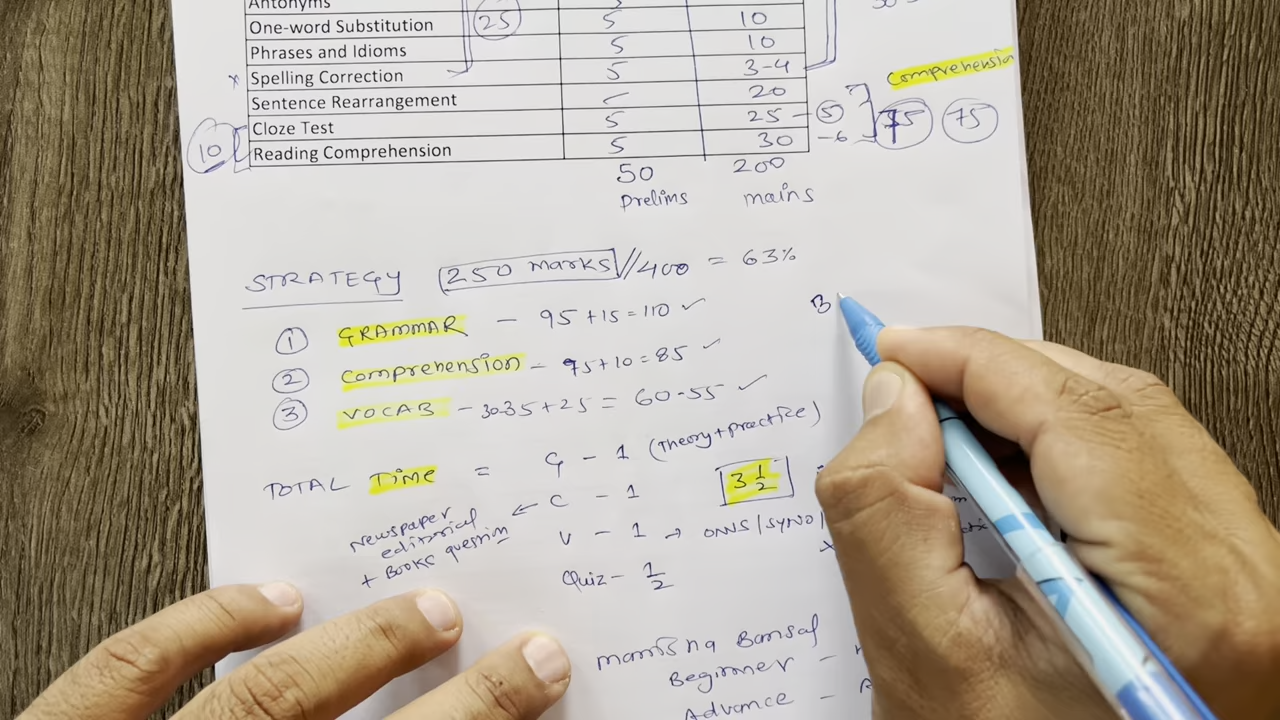 Antonyms 5
One-word Substitution 5 10
Phrases and Idioms 5 10
Spelling Correction 5 3-4
Sentence Rearrangement 5 20
Cloze Test 5 25 - 5
Reading Comprehension 5 30 - 6
25
10
Comprehension
75
50 200
Prelims mains
STRATEGY 250 marks //400 = 63%
1 GRAMMAR - 95 + 15 = 110 ✓
2 Comprehension - 75 + 10 = 85 ✓
3 VOCAB - 30-35 + 25 = 60-55 ✓
B
TOTAL Time = G - 1 (Theory + practice)
C - 1
3 1/2
Newspaper
editorial
+ Books question
V - 1 → OWS / SYNO /
Quiz - 1/2
Bansal
Beginner -
Advance -